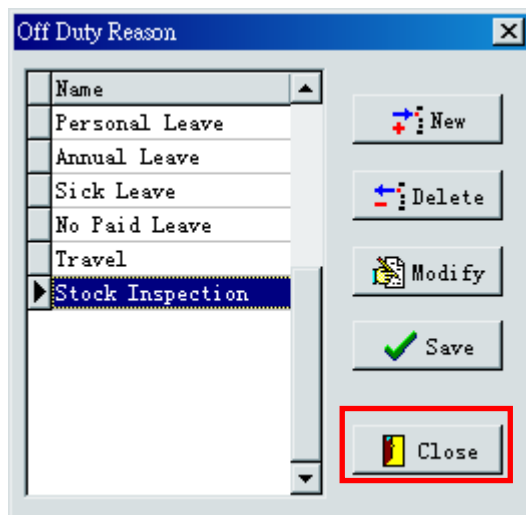 Off Duty Reason
Name
Personal Leave
Annual Leave
Sick Leave
No Paid Leave
Travel
Stock Inspection
New
Delete
Modify
Save
Close